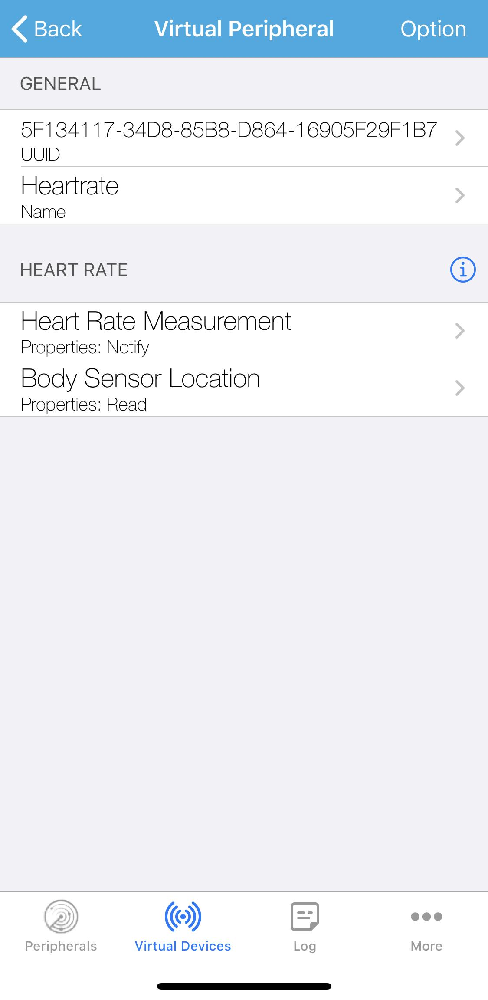 Back
Virtual Peripheral
Option
GENERAL
5F134117-34D8-85B8-D864-16905F29F1B7
UUID
Heartrate
Name
HEART RATE
Heart Rate Measurement
Properties: Notify
Body Sensor Location
Properties: Read
Peripherals
Virtual Devices
Log
More